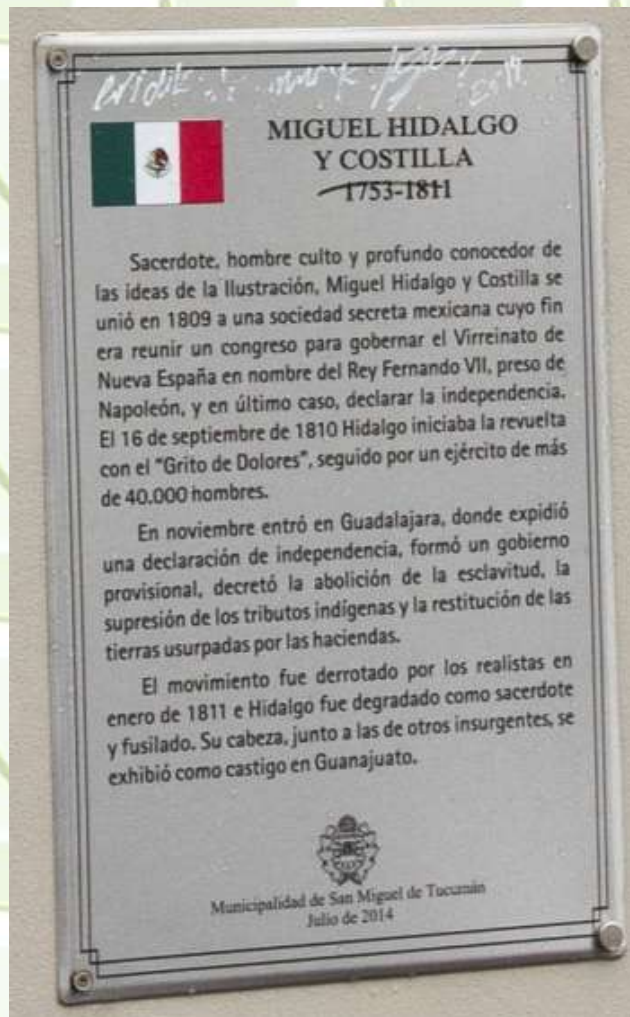 MIGUEL HIDALGO
Y COSTILLA
1753-1811
Sacerdote, hombre culto y profundo conocedor de
las ideas de la Ilustración, Miguel Hidalgo y Costilla se
unió en 1809 a una sociedad secreta mexicana cuyo fin
era reunir un congreso para gobernar el Virreinato de
Nueva España en nombre del Rey Fernando VII, preso de
Napoleón, y en último caso, declarar la independencia.
El 16 de septiembre de 1810 Hidalgo iniciaba la revuelta
con el "Grito de Dolores", seguido por un ejército de más
de 40.000 hombres.
En noviembre entró en Guadalajara, donde expidió
una declaración de independencia, formó un gobierno
provisional, decretó la abolición de la esclavitud, la
supresión de los tributos indígenas y la restitución de las
tierras usurpadas por las haciendas.
El movimiento fue derrotado por los realistas en
enero de 1811 e Hidalgo fue degradado como sacerdote
y fusilado. Su cabeza, junto a las de otros insurgentes, se
exhibió como castigo en Guanajuato.
Municipalidad de San Miguel de Tucumán
Julio de 2014